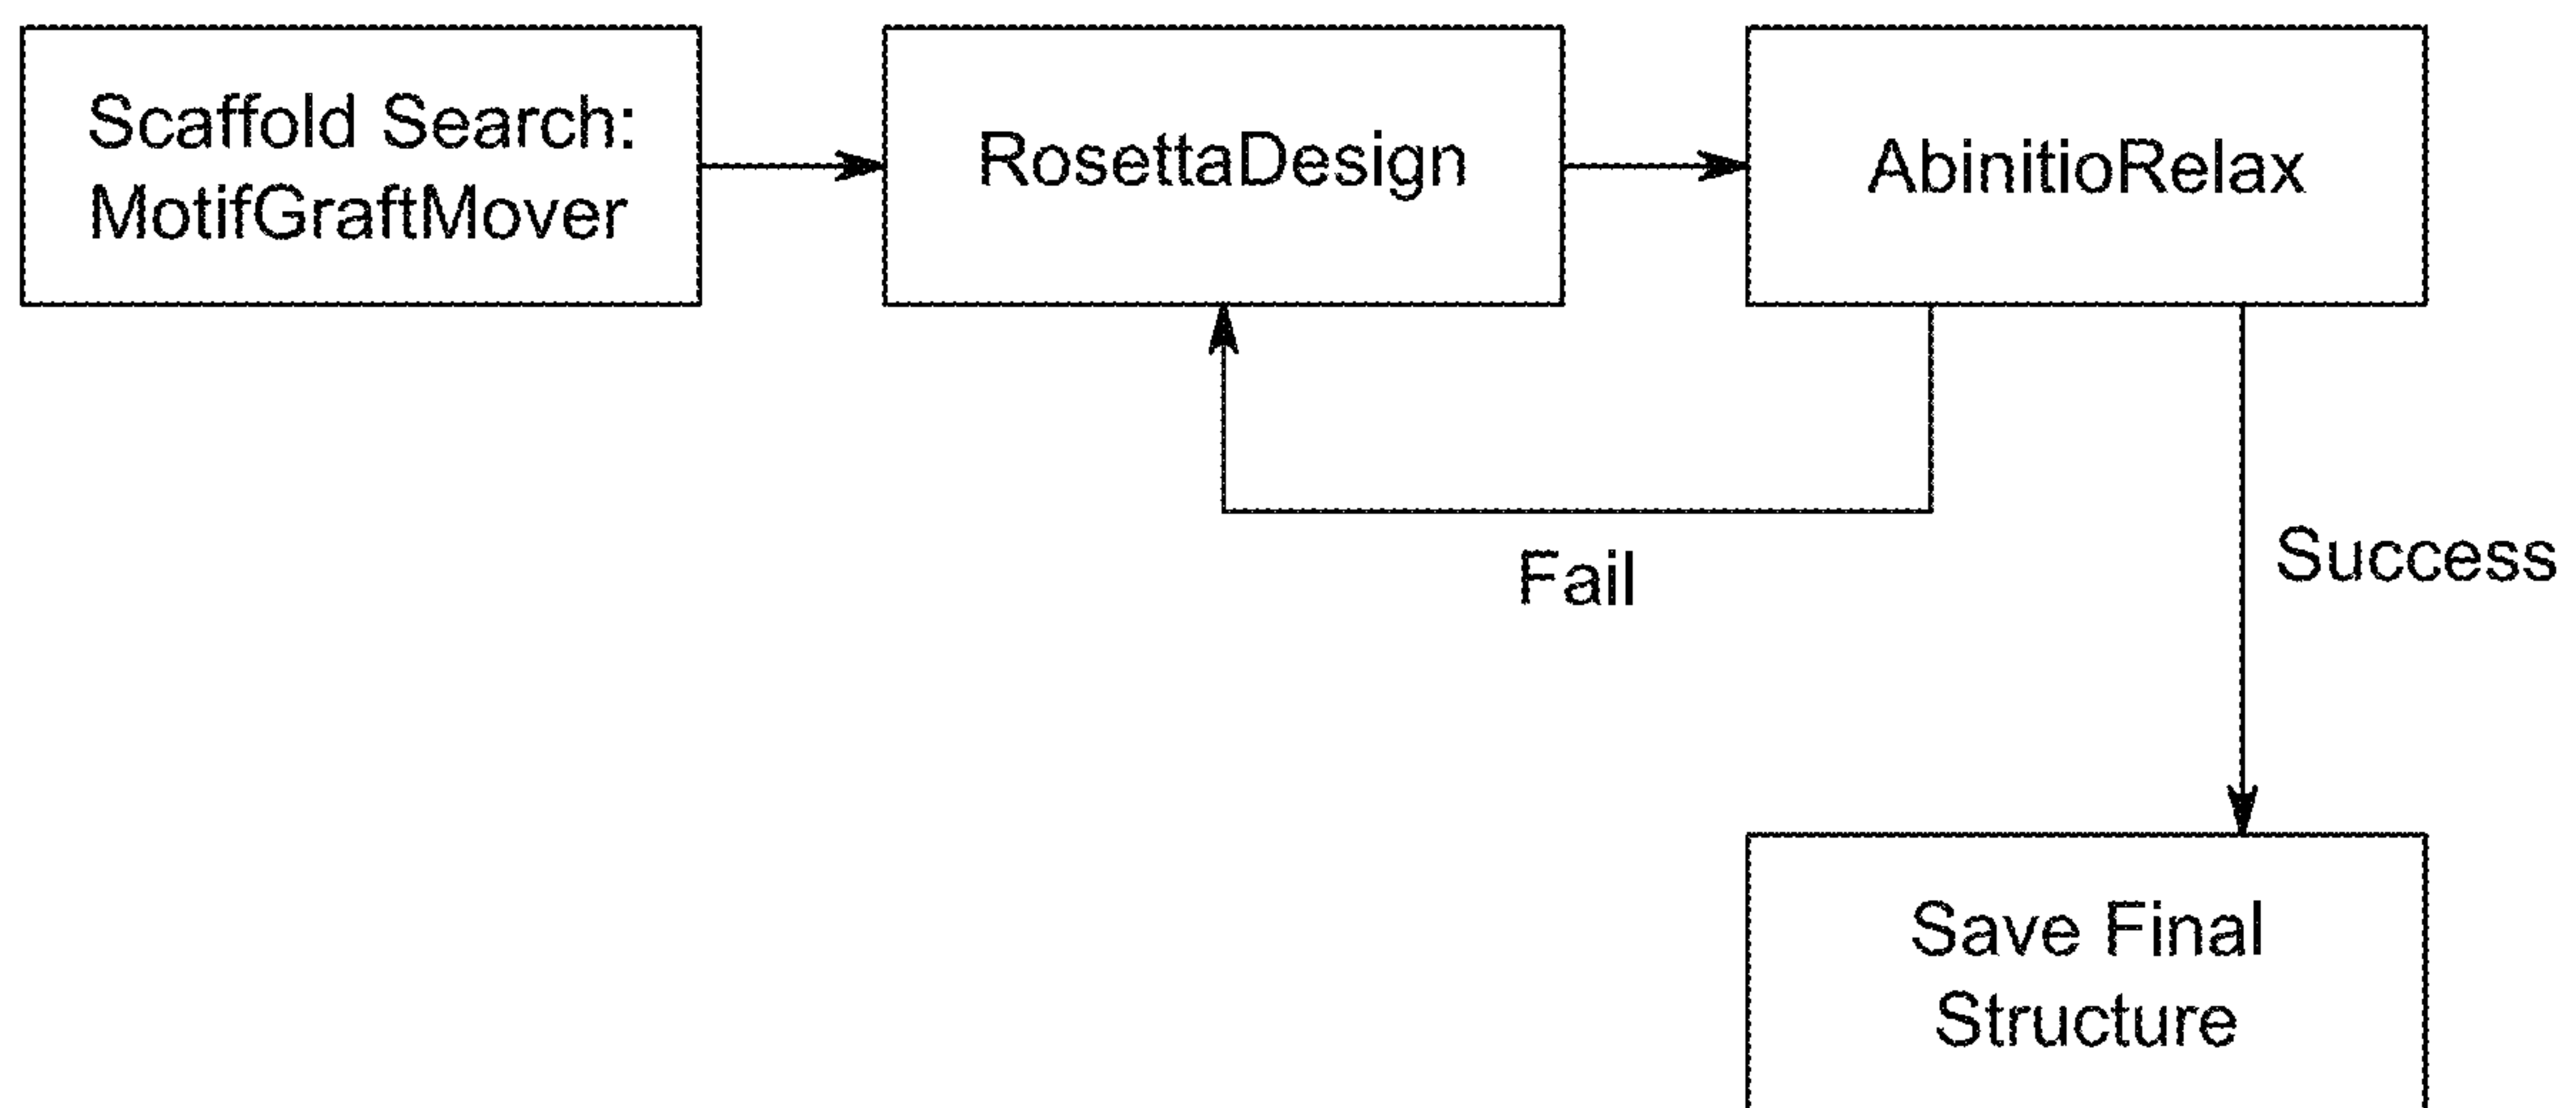 Scaffold Search:
MotifGraftMover
RosettaDesign
AbinitioRelax
Fail
Success
Save Final
Structure